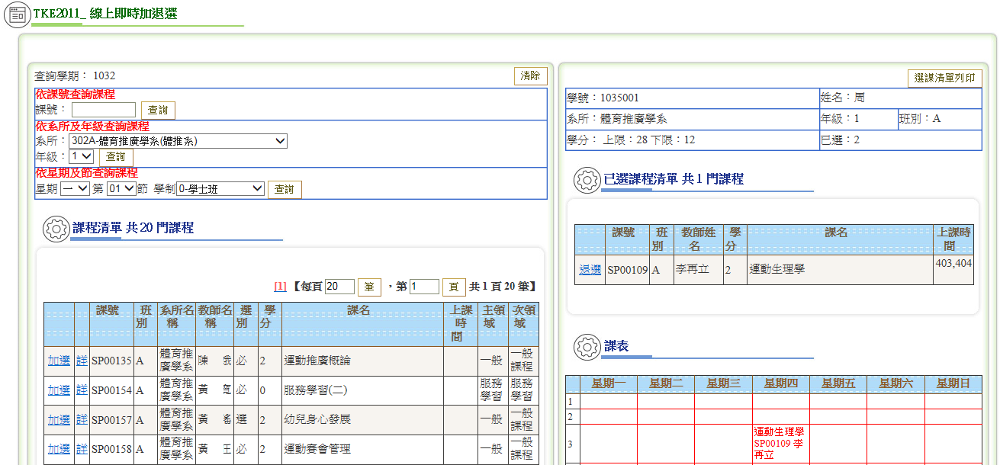 TKE2011_ 線上即時加退選
查詢學期： 1032
清除
依課號查詢課程
課號：
查詢
依系所及年級查詢課程
系所： 302A-體育推廣學系(體推系)
年級： 1 查詢
依星期及節查詢課程
星期 一 第 01 節 學制 0-學士班 查詢
課程清單 共 20 門課程
[1] 【每頁 20 筆 ，第 1 頁 共 1 頁 20 筆】
課號 班別 系所名稱 教師名稱 選別 學分 課名 上課時間 主領域 次領域
加選 詳 SP00135 A 體育推廣學系 陳 必 2 運動推廣概論 一般 一般課程
加選 詳 SP00154 A 體育推廣學系 黃 必 0 服務學習(二) 服務學習 服務學習
加選 詳 SP00157 A 體育推廣學系 黃 選 2 幼兒身心發展 一般 一般課程
加選 詳 SP00158 A 體育推廣學系 黃 必 2 運動賽會管理 一般 一般課程
選課清單列印
學號：1035001 姓名：周
系所：體育推廣學系 年級：1 班別：A
學分： 上限：28 下限：12 已選：2
已選課程清單 共 1 門課程
課號 班別 教師姓名 學分 課名 上課時間
退選 SP00109 A 李再立 2 運動生理學 403,404
課表
星期一 星期二 星期三 星期四 星期五 星期六 星期日
1
2
3 運動生理學
SP00109 李
再立